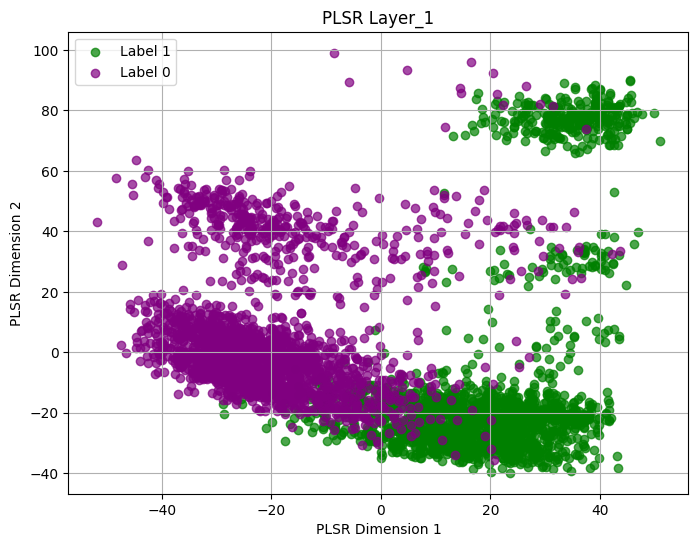 PLSR Layer_1
Label 1
Label 0
PLSR Dimension 2
100
80
60
40
20
0
−20
−40
−40
−20
0
20
40
PLSR Dimension 1